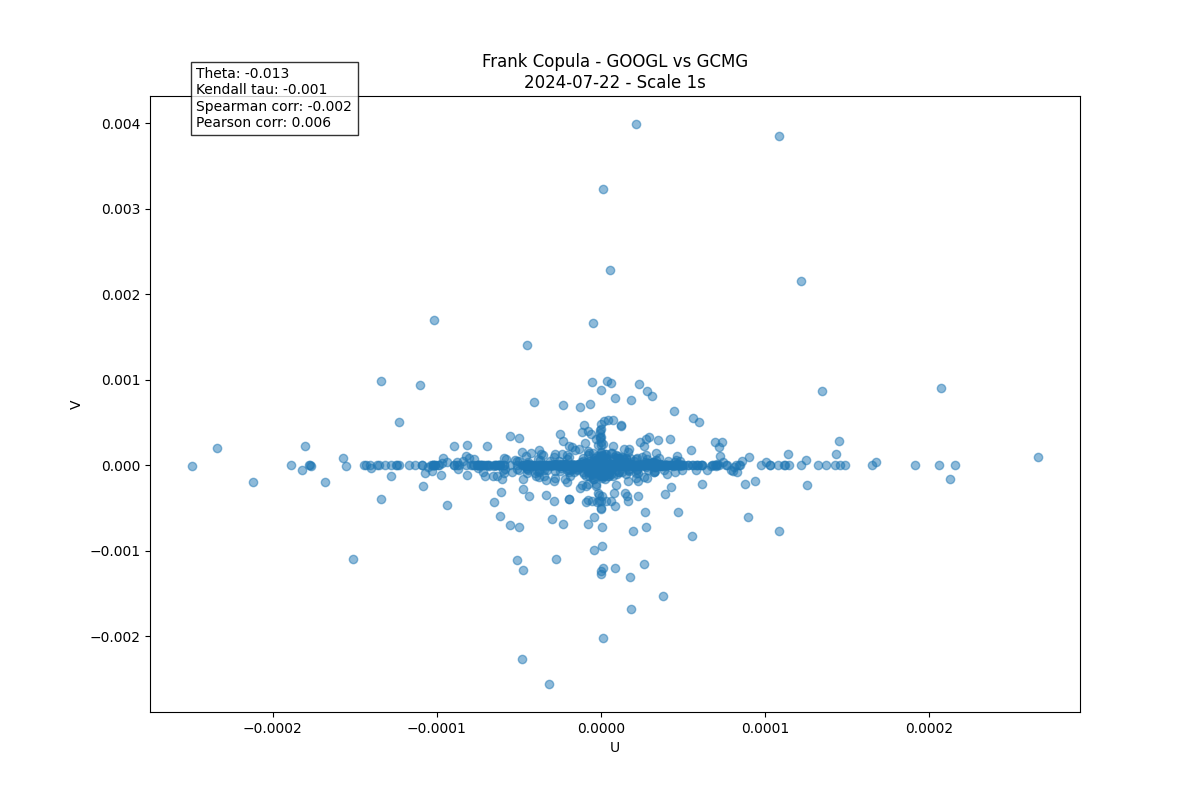 Frank Copula - GOOGL vs GCMG
2024-07-22 - Scale 1s
Theta: -0.013
Kendall tau: -0.001
Spearman corr: -0.002
Pearson corr: 0.006
0.004
0.003
0.002
0.001
0.000
−0.001
−0.002
V
−0.0002
−0.0001
0.0000
0.0001
0.0002
U